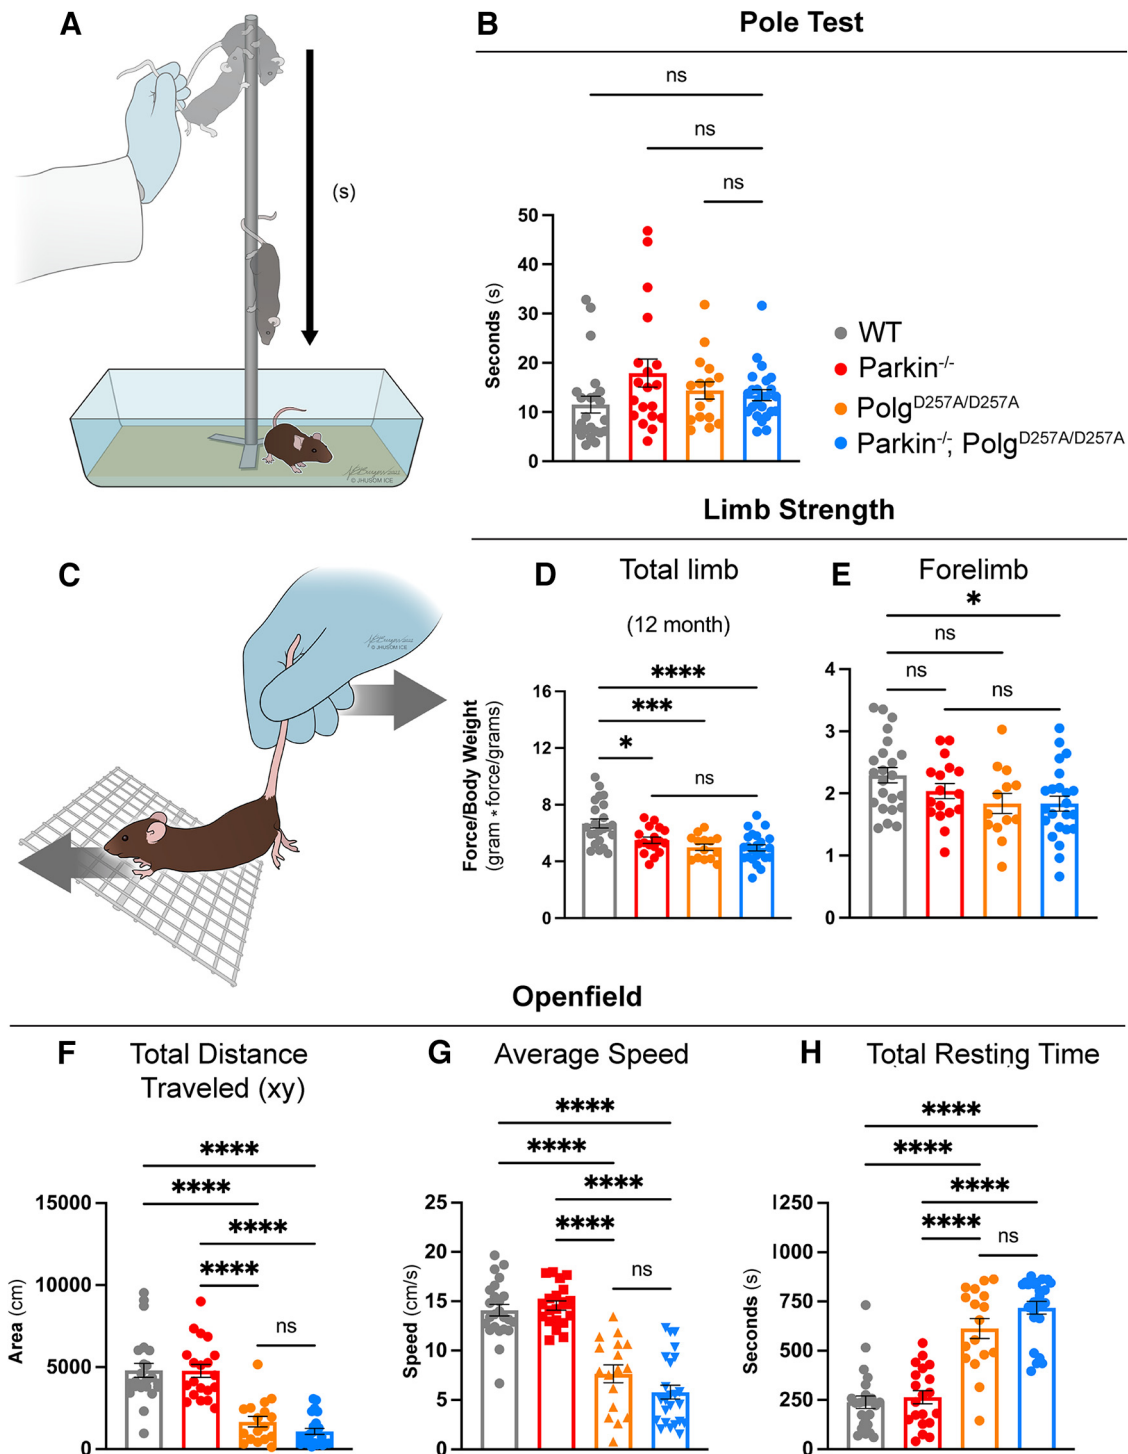 A
(s)
© JHUSOM ICE
B
Pole Test
ns
ns
ns
50
40
30
20
10
0
Seconds (s)
WT
Parkin-/-
PolgD257A/D257A
Parkin-/-; PolgD257A/D257A
Limb Strength
C
© JHUSOM ICE
D
Total limb
(12 month)
****
***
*
ns
16
12
8
4
0
Force/Body Weight
(gram * force/grams)
E
Forelimb
*
ns
ns
ns
4
3
2
1
0
Openfield
F
Total Distance
Traveled (xy)
****
****
****
****
ns
15000
10000
5000
0
Area (cm)
G
Average Speed
****
****
****
****
ns
25
20
15
10
5
0
Speed (cm/s)
H
Total Resting Time
****
****
****
****
ns
1250
1000
750
500
250
0
Seconds (s)